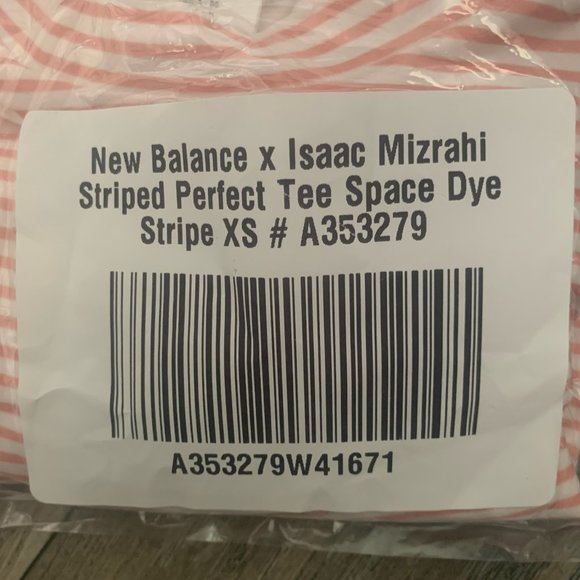 New Balance x Isaac Mizrahi
Striped Perfect Tee Space Dye
Stripe XS # A353279
A353279W41671